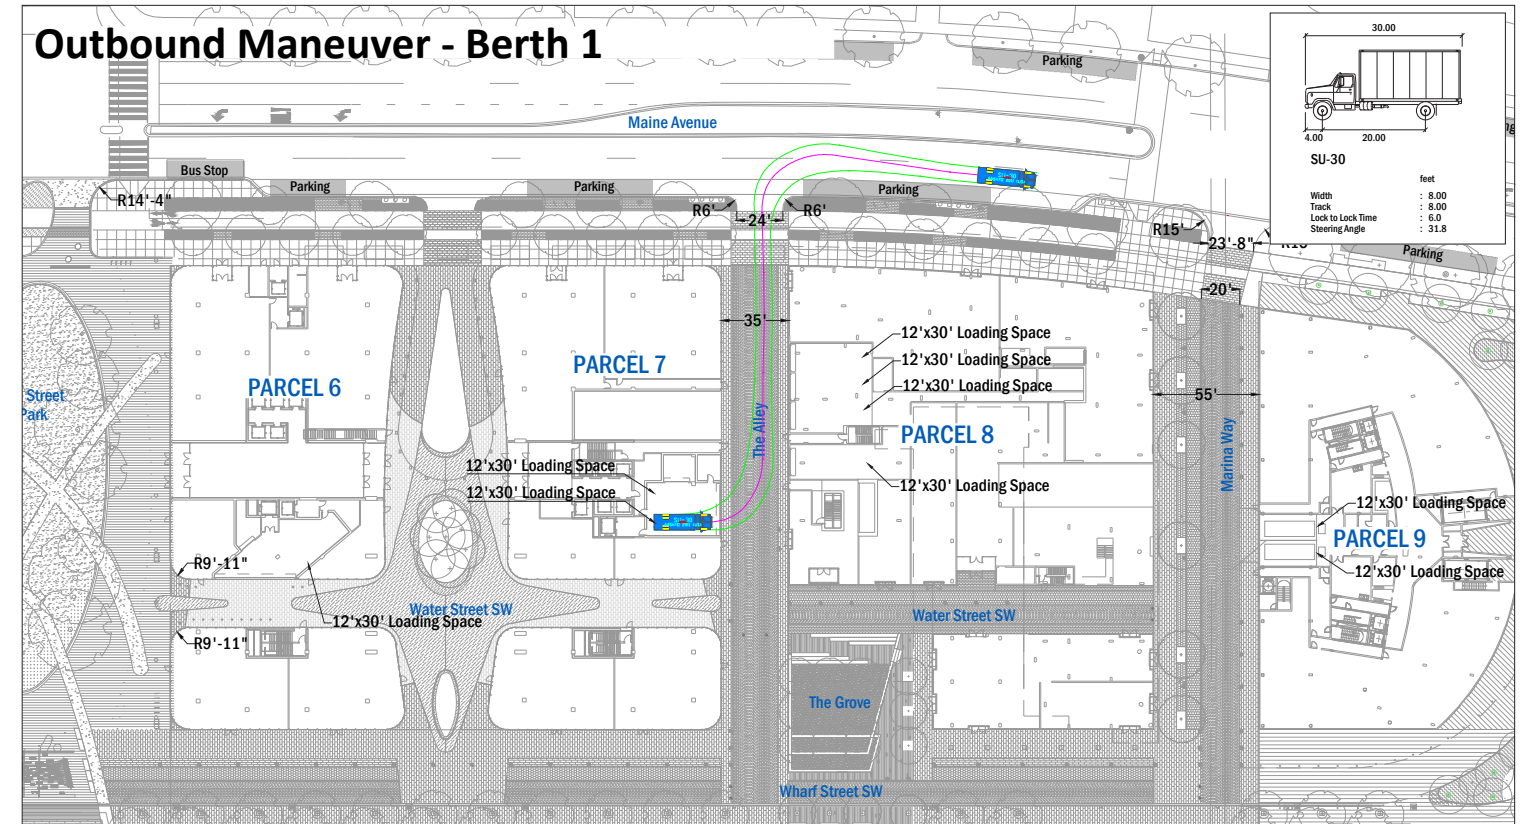 Outbound Maneuver - Berth 1
Parking
30.00
4.00
20.00
SU-30
feet
Width : 8.00
Track : 8.00
Lock to Lock Time : 6.0
Steering Angle : 31.8
Maine Avenue
Bus Stop
Parking
Parking
Parking
R14'-4"
R6'
24'
R6'
R15'
23'-8"
Parking
20'
35'
12'x30' Loading Space
12'x30' Loading Space
12'x30' Loading Space
PARCEL 6
PARCEL 7
PARCEL 8
Street
Park
55'
The Alley
Marina Way
12'x30' Loading Space
12'x30' Loading Space
12'x30' Loading Space
12'x30' Loading Space
PARCEL 9
12'x30' Loading Space
R9'-11"
Water Street SW
12'x30' Loading Space
Water Street SW
R9'-11"
The Grove
Wharf Street SW